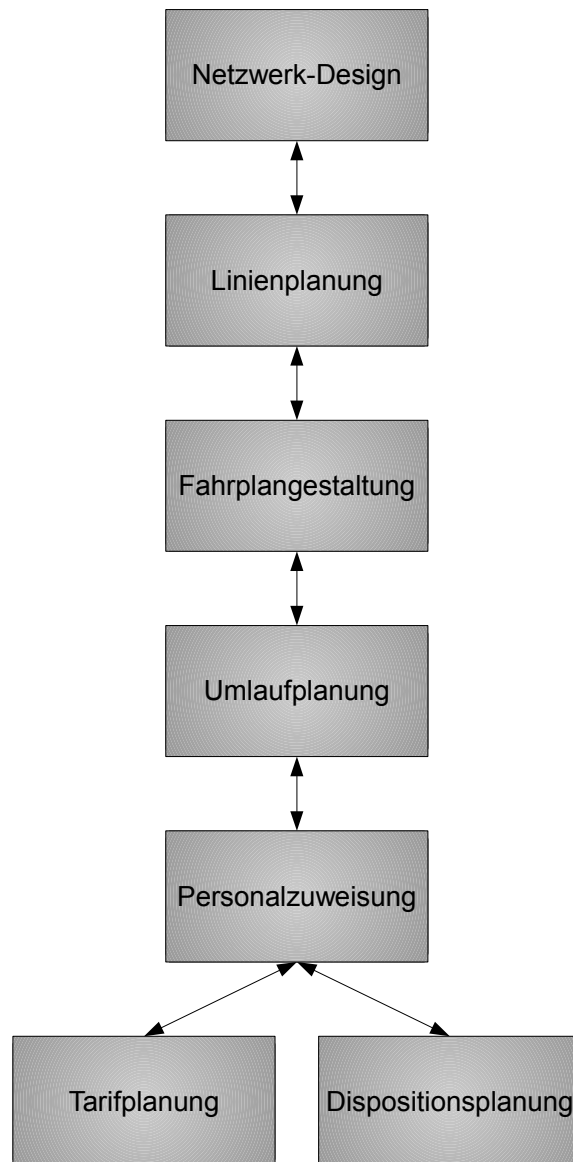 Netzwerk-Design
Linienplanung
Fahrplangestaltung
Umlaufplanung
Personalzuweisung
Tarifplanung
Dispositionsplanung